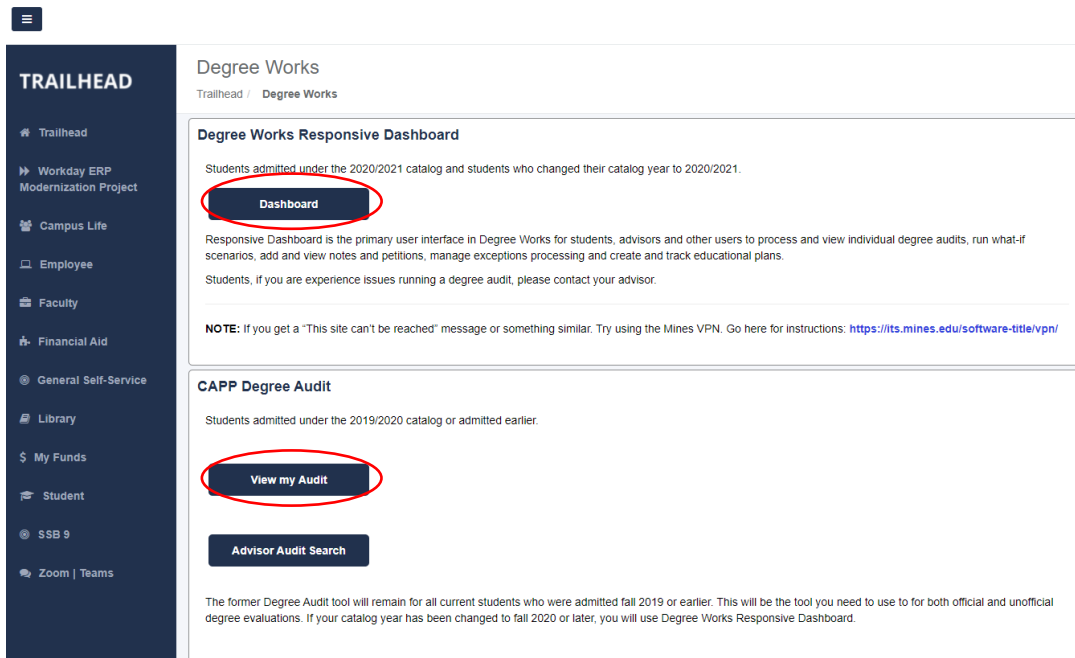 TRAILHEAD
Trailhead
Workday ERP
Modernization Project
Campus Life
Employee
Faculty
Financial Aid
General Self-Service
Library
$ My Funds
Student
SSB 9
Zoom | Teams
Degree Works
Trailhead / Degree Works
Degree Works Responsive Dashboard
Students admitted under the 2020/2021 catalog and students who changed their catalog year to 2020/2021.
Dashboard
Responsive Dashboard is the primary user interface in Degree Works for students, advisors and other users to process and view individual degree audits, run what-if
scenarios, add and view notes and petitions, manage exceptions processing and create and track educational plans.
Students, if you are experience issues running a degree audit, please contact your advisor.
NOTE: If you get a “This site can’t be reached” message or something similar. Try using the Mines VPN. Go here for instructions: https://its.mines.edu/software-title/vpn/
CAPP Degree Audit
Students admitted under the 2019/2020 catalog or admitted earlier.
View my Audit
Advisor Audit Search
The former Degree Audit tool will remain for all current students who were admitted fall 2019 or earlier. This will be the tool you need to use to for both official and unofficial
degree evaluations. If your catalog year has been changed to fall 2020 or later, you will use Degree Works Responsive Dashboard.